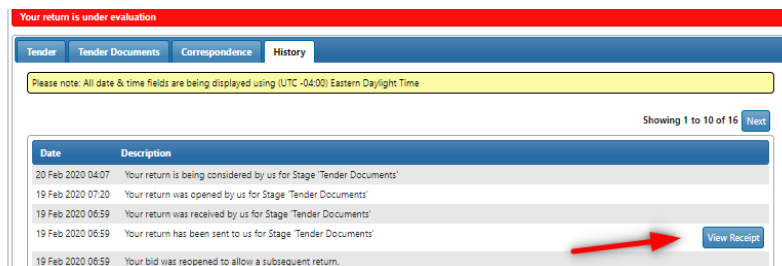 Your return is under evaluation
Tender Tender Documents Correspondence History
Please note: All date & time fields are being displayed using (UTC -04:00) Eastern Daylight Time
Showing 1 to 10 of 16 Next
Date Description
20 Feb 2020 04:07 Your return is being considered by us for Stage 'Tender Documents'
19 Feb 2020 07:20 Your return was opened by us for Stage 'Tender Documents'
19 Feb 2020 06:59 Your return was received by us for Stage 'Tender Documents'
19 Feb 2020 06:59 Your return has been sent to us for Stage 'Tender Documents' View Receipt
19 Feb 2020 06:59 Your bid was reopened to allow a subsequent return.